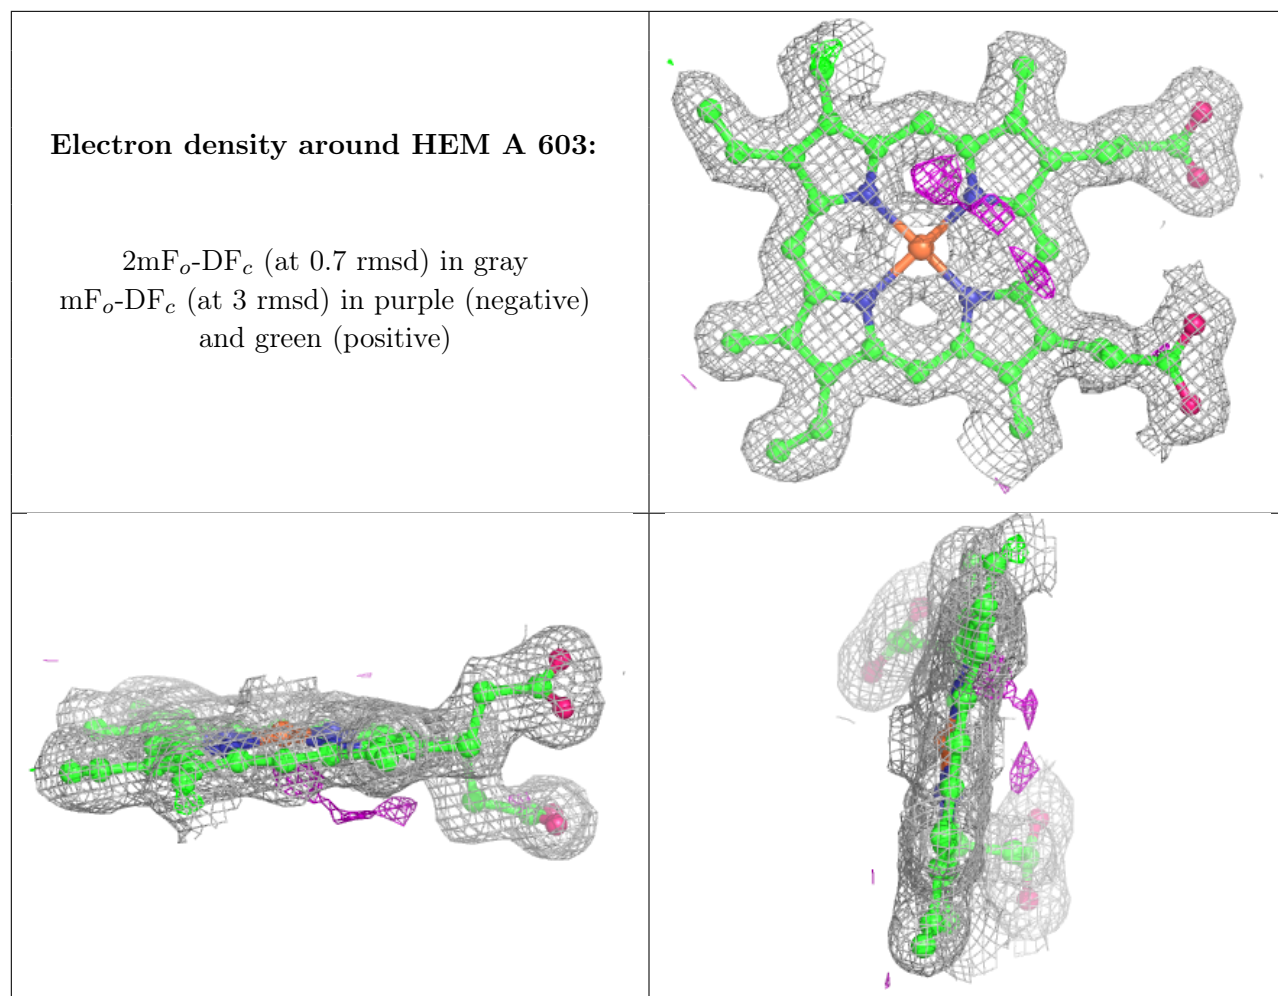 Electron density around HEM A 603:
2mFo-DFc (at 0.7 rmsd) in gray
mFo-DFc (at 3 rmsd) in purple (negative)
and green (positive)